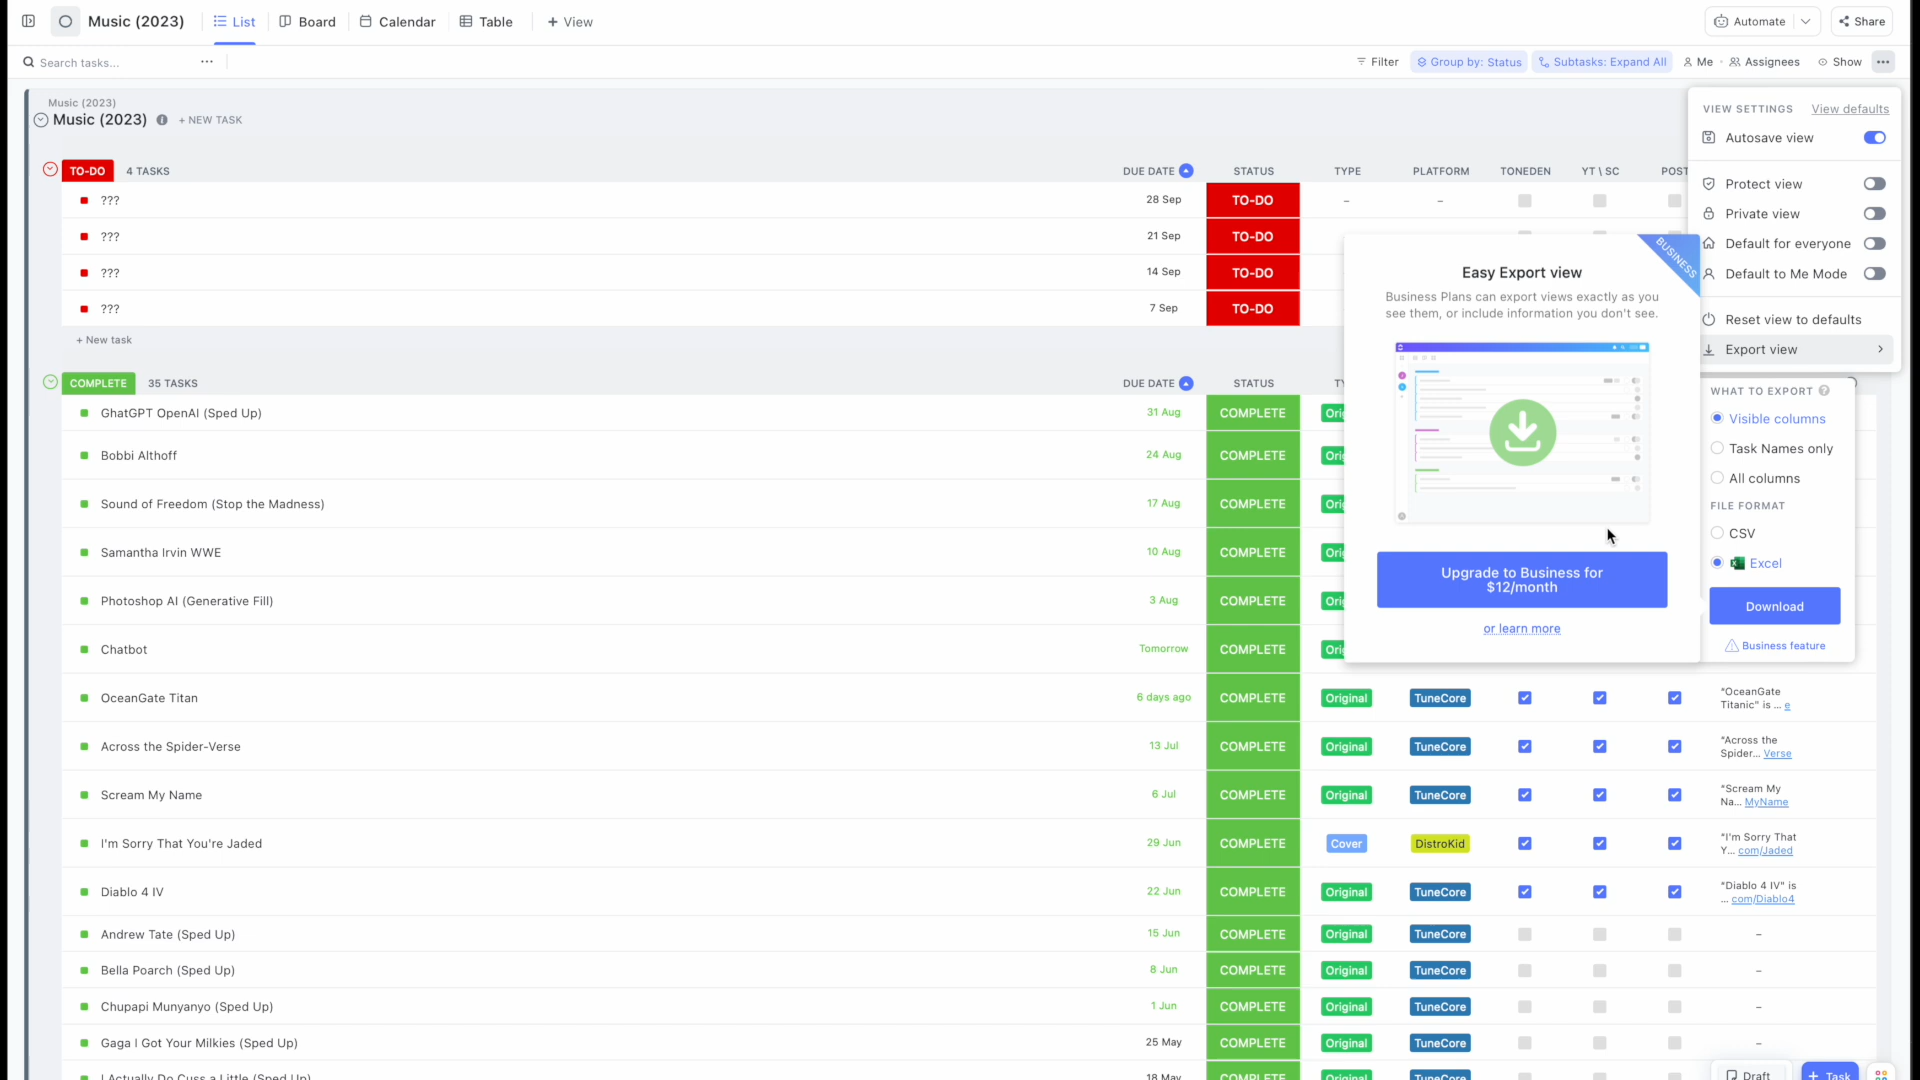 Music (2023)
List
Board
Calendar
Table
+ View
Automate
Share
Search tasks...
Filter
Group by: Status
Subtasks: Expand All
Me
Assignees
Show
Music (2023)
Music (2023)
+ NEW TASK
TO-DO
4 TASKS
DUE DATE
STATUS
TYPE
PLATFORM
TONEDEN
YT \ SC
POST
???
28 Sep
TO-DO
–
–
???
21 Sep
TO-DO
???
14 Sep
TO-DO
???
7 Sep
TO-DO
+ New task
COMPLETE
35 TASKS
DUE DATE
STATUS
GhatGPT OpenAI (Sped Up)
31 Aug
COMPLETE
Bobbi Althoff
24 Aug
COMPLETE
Sound of Freedom (Stop the Madness)
17 Aug
COMPLETE
Samantha Irvin WWE
10 Aug
COMPLETE
Photoshop AI (Generative Fill)
3 Aug
COMPLETE
Chatbot
Tomorrow
COMPLETE
OceanGate Titan
6 days ago
COMPLETE
Original
TuneCore
"OceanGate
Titanic" is ... e
Across the Spider-Verse
13 Jul
COMPLETE
Original
TuneCore
"Across the
Spider... Verse
Scream My Name
6 Jul
COMPLETE
Original
TuneCore
"Scream My
Na... MyName
I'm Sorry That You're Jaded
29 Jun
COMPLETE
Cover
DistroKid
"I'm Sorry That
Y... com/Jaded
Diablo 4 IV
22 Jun
COMPLETE
Original
TuneCore
"Diablo 4 IV" is
... com/Diablo4
Andrew Tate (Sped Up)
15 Jun
COMPLETE
Original
TuneCore
–
Bella Poarch (Sped Up)
8 Jun
COMPLETE
Original
TuneCore
–
Chupapi Munyanyo (Sped Up)
1 Jun
COMPLETE
Original
TuneCore
–
Gaga I Got Your Milkies (Sped Up)
25 May
COMPLETE
Original
TuneCore
–
I Actually Do Cuss a Little (Sped Up)
18 May
COMPLETE
Original
TuneCore
Draft
+ Task
VIEW SETTINGS
View defaults
Autosave view
Protect view
Private view
Default for everyone
Default to Me Mode
Reset view to defaults
Export view
BUSINESS
Easy Export view
Business Plans can export views exactly as you
see them, or include information you don't see.
Upgrade to Business for
$12/month
or learn more
WHAT TO EXPORT
Visible columns
Task Names only
All columns
FILE FORMAT
CSV
Excel
Download
Business feature